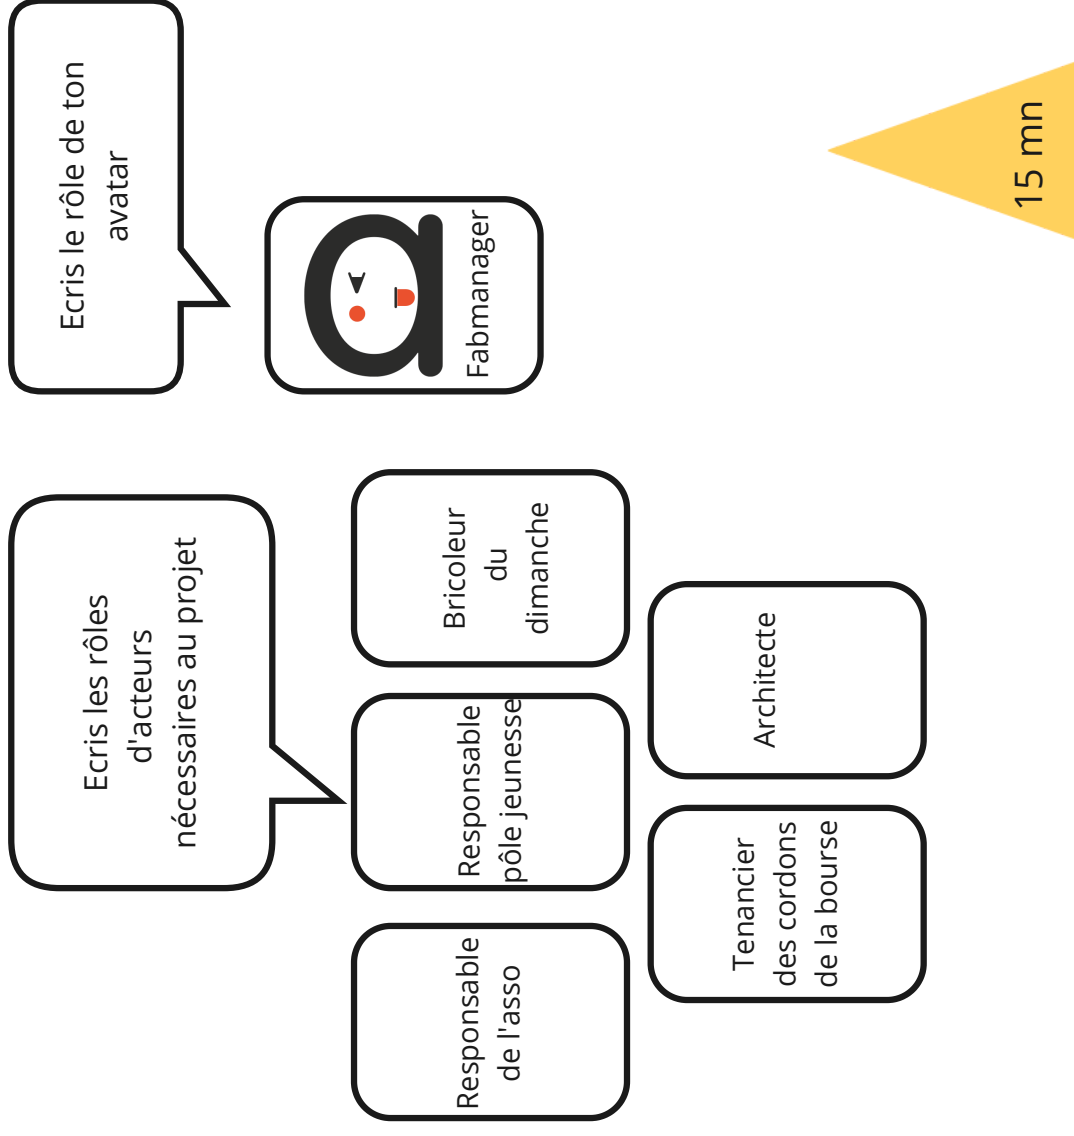 Ecris les rôles
d'acteurs
nécessaires au projet
Responsable
de l'asso
Responsable
pôle jeunesse
Bricoleur
du
dimanche
Tenancier
des cordons
de la bourse
Architecte
Ecris le rôle de ton
avatar
Fabmanager
15 mn